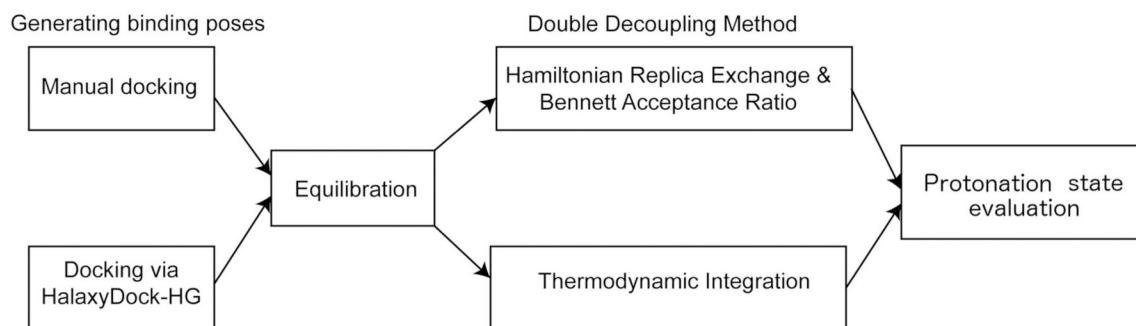 Generating binding poses
Double Decoupling Method
Manual docking
Hamiltonian Replica Exchange &
Bennett Acceptance Ratio
Equilibration
Protonation state
evaluation
Docking via
HalaxyDock-HG
Thermodynamic Integration